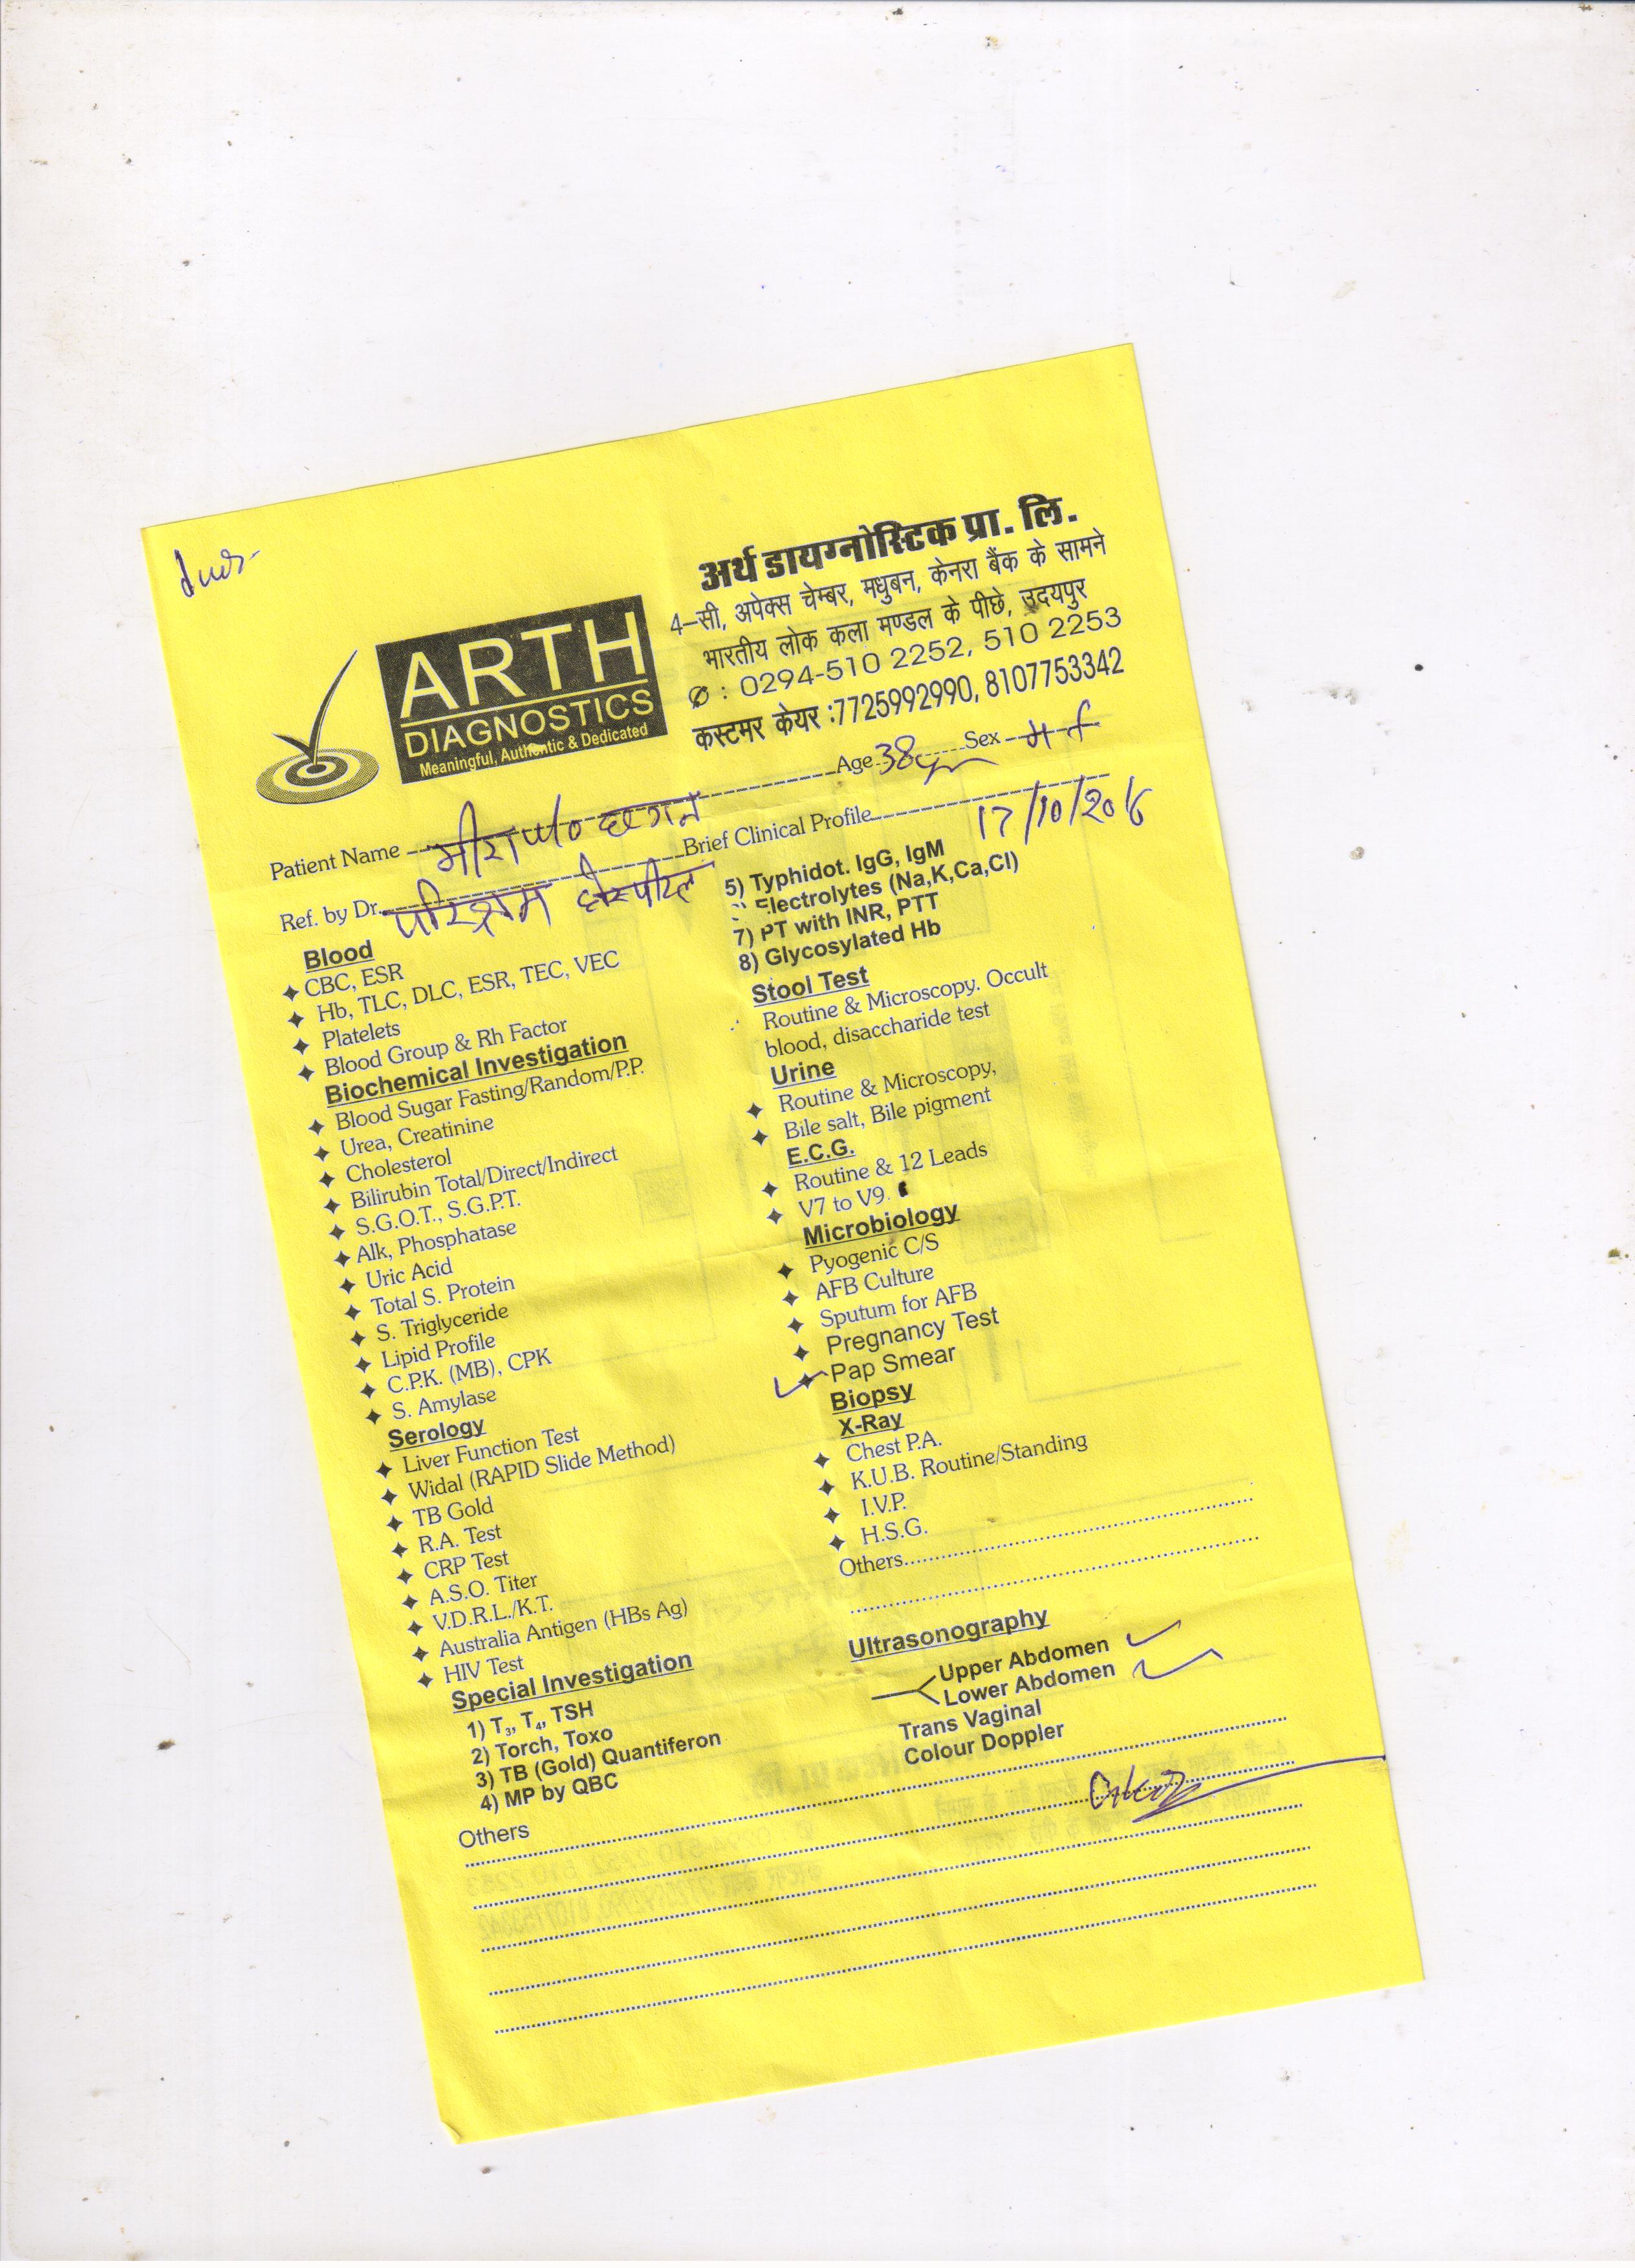 अर्थ डायग्नोस्टिक प्रा. लि.
4-सी, अपेक्स चेम्बर, मधुबन, केनरा बैंक के सामने
भारतीय लोक कला मण्डल के पीछे, उदयपुर
: 0294-510 2252, 510 2253
कस्टमर केयर :7725992990, 8107753342
ARTH
DIAGNOSTICS
Meaningful, Authentic & Dedicated
Patient Name मीरा w/o छगन Age 38 Sex
Ref. by Dr. परिश्रम होस्पीटल Brief Clinical Profile 17/10/2016
Blood
CBC, ESR
Hb, TLC, DLC, ESR, TEC, VEC
Platelets
Blood Group & Rh Factor
Biochemical Investigation
Blood Sugar Fasting/Random/P.P.
Urea, Creatinine
Cholesterol
Bilirubin Total/Direct/Indirect
S.G.O.T., S.G.P.T.
Alk, Phosphatase
Uric Acid
Total S. Protein
S. Triglyceride
Lipid Profile
C.P.K. (MB), CPK
S. Amylase
Serology
Liver Function Test
Widal (RAPID Slide Method)
TB Gold
R.A. Test
CRP Test
A.S.O. Titer
V.D.R.L./K.T.
Australia Antigen (HBs Ag)
HIV Test
Special Investigation
1) T3, T4, TSH
2) Torch, Toxo
3) TB (Gold) Quantiferon
4) MP by QBC
Others
5) Typhidot. IgG, IgM
Electrolytes (Na,K,Ca,Cl)
7) PT with INR, PTT
8) Glycosylated Hb
Stool Test
Routine & Microscopy. Occult
blood, disaccharide test
Urine
Routine & Microscopy,
Bile salt, Bile pigment
E.C.G.
Routine & 12 Leads
V7 to V9.
Microbiology
Pyogenic C/S
AFB Culture
Sputum for AFB
Pregnancy Test
Pap Smear
Biopsy
X-Ray
Chest P.A.
K.U.B. Routine/Standing
I.V.P.
H.S.G.
Others
Ultrasonography
Upper Abdomen
Lower Abdomen
Trans Vaginal
Colour Doppler